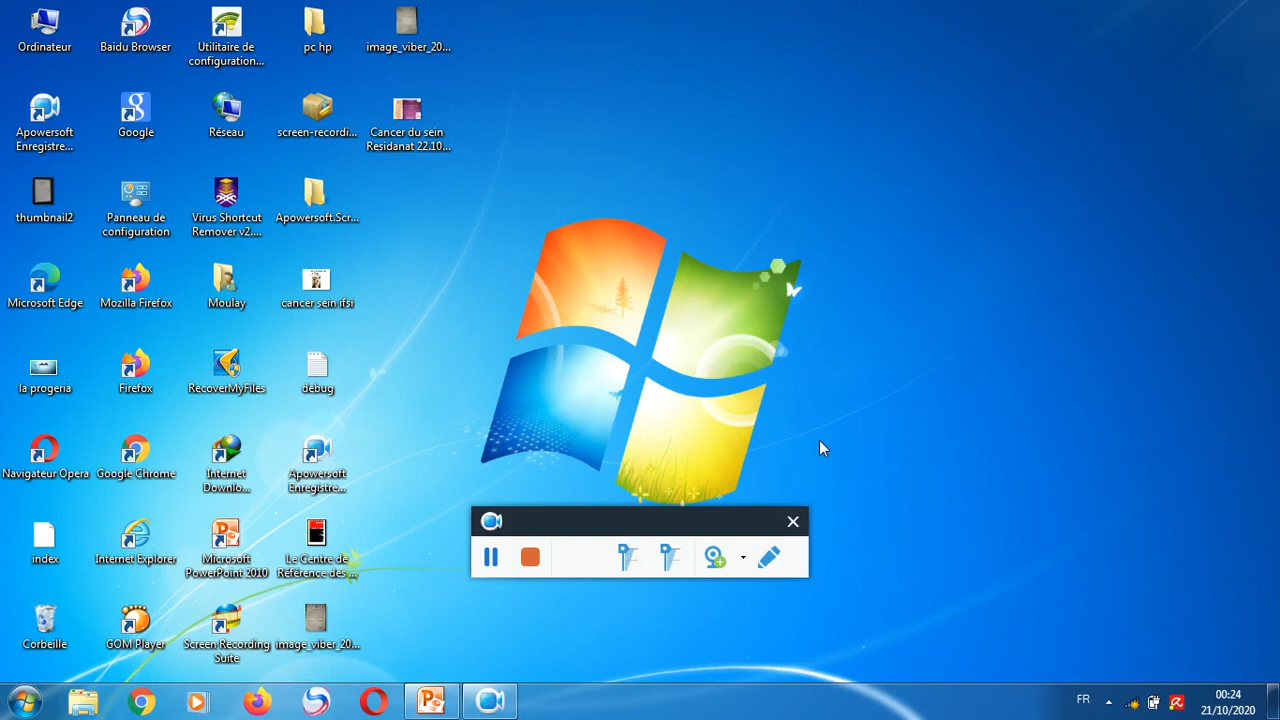 Ordinateur
Baidu Browser
Utilitaire de
configuration...
pc hp
image_viber_20...
Apowersoft
Enregistre...
Google
Réseau
screen-recordi...
Cancer du sein
Residanat 22.10...
thumbnail2
Panneau de
configuration
Virus Shortcut
Remover v2....
Apowersoft.Scr...
Microsoft Edge
Mozilla Firefox
Moulay
cancer sein ifsi
la progeria
Firefox
RecoverMyFiles
debug
Navigateur Opera
Google Chrome
Internet
Downlo...
Apowersoft
Enregistre...
index
Internet Explorer
Microsoft
PowerPoint 2010
Le Centre de
Référence des ...
Corbeille
GOM Player
Screen Recording
Suite
image_viber_20...
FR
00:24
21/10/2020